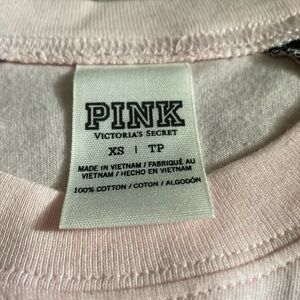 PINK
VICTORIA'S SECRET
XS | TP
MADE IN VIETNAM / FABRIQUÉ AU
VIETNAM / HECHO EN VIETNAM
100% COTTON / COTON / ALGODÓN